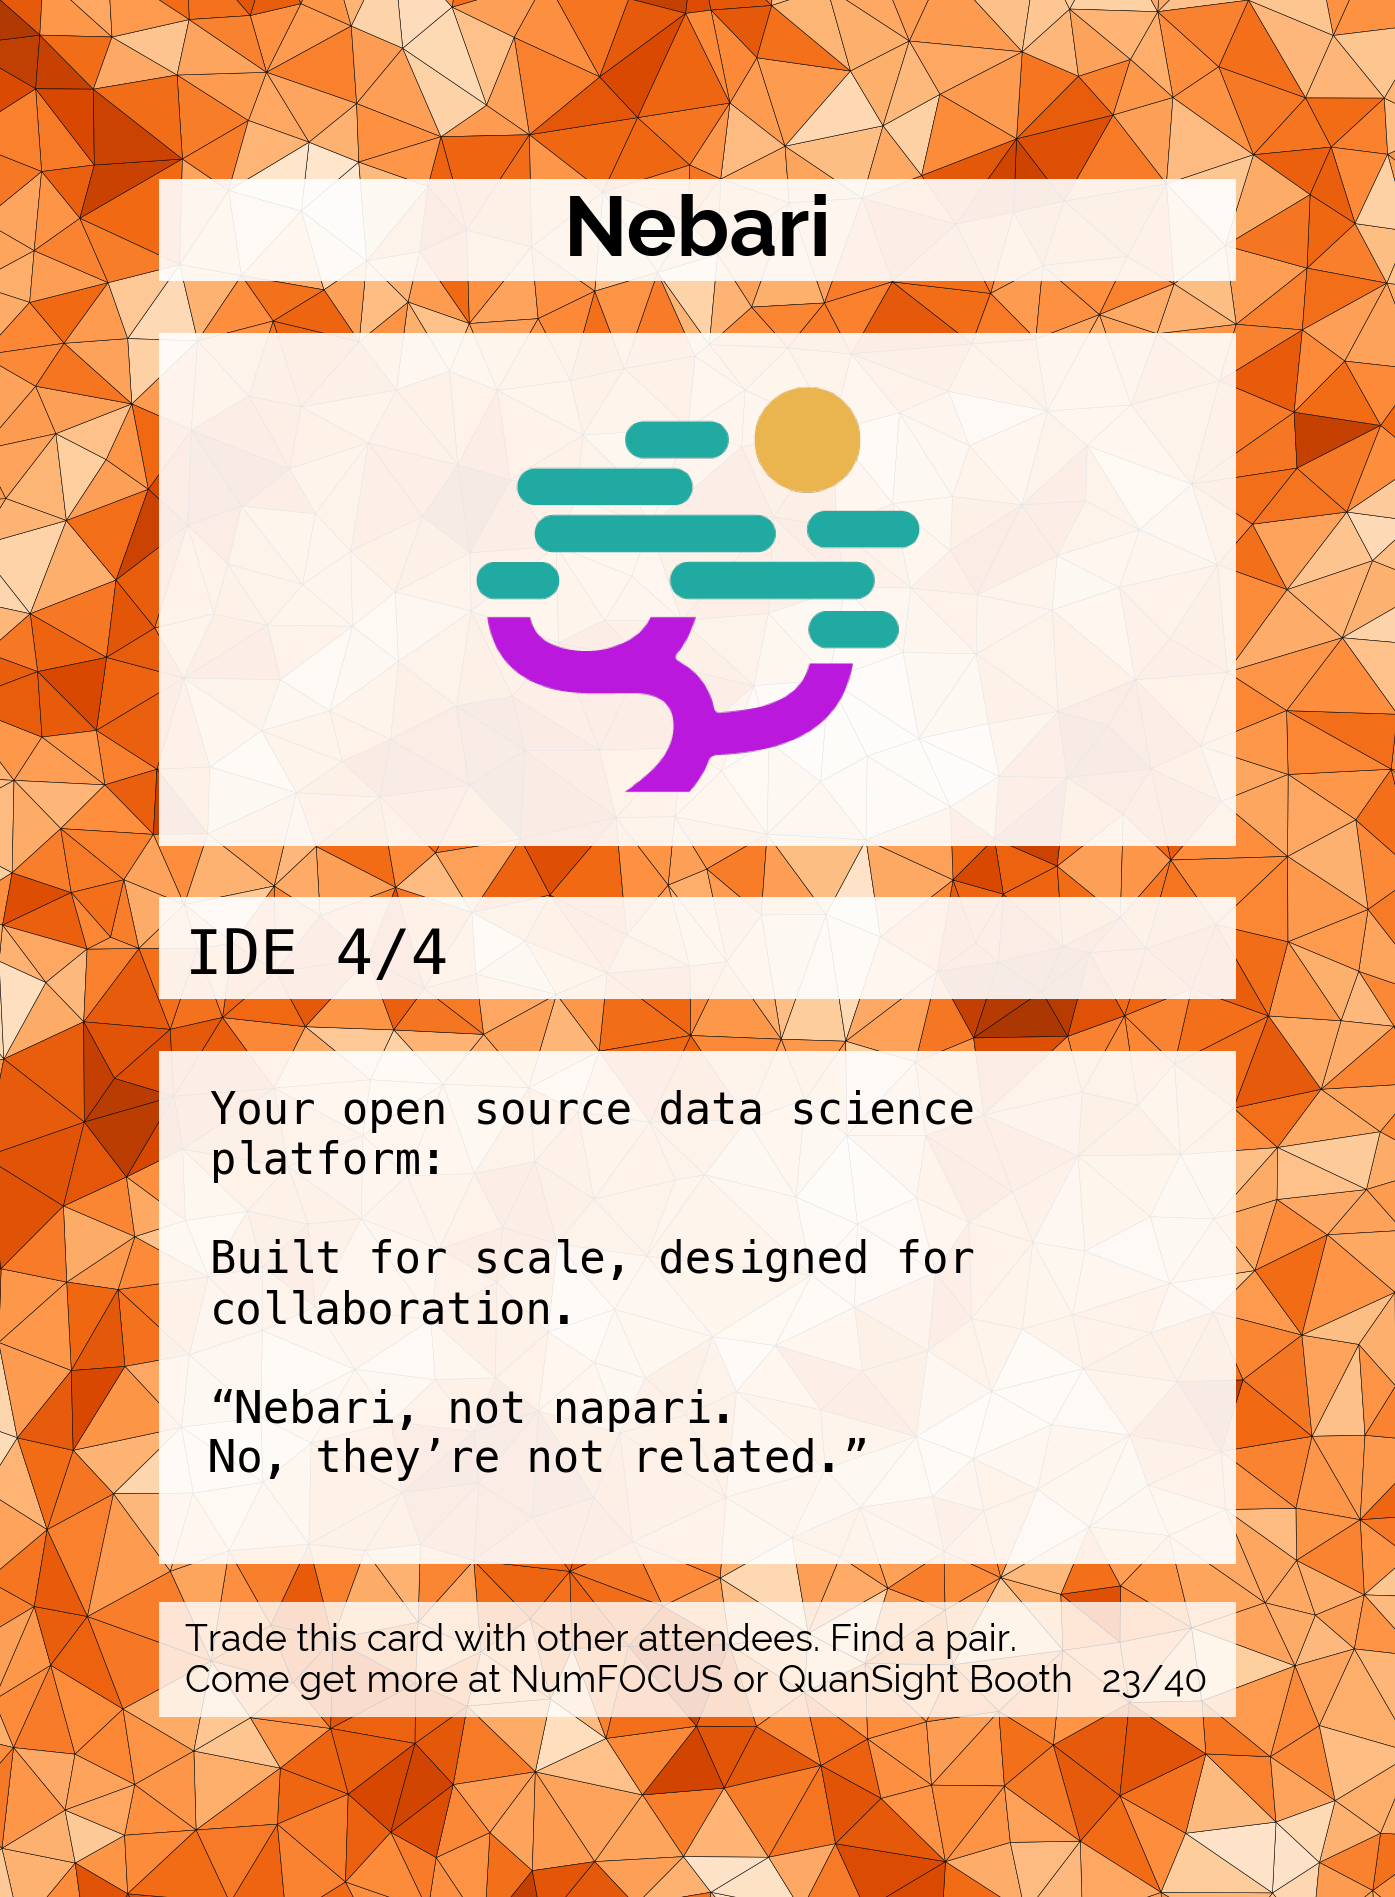 Nebari
IDE 4/4
Your open source data science
platform:
Built for scale, designed for
collaboration.
“Nebari, not napari.
No, they’re not related.”
Trade this card with other attendees. Find a pair.
Come get more at NumFOCUS or QuanSight Booth 23/40